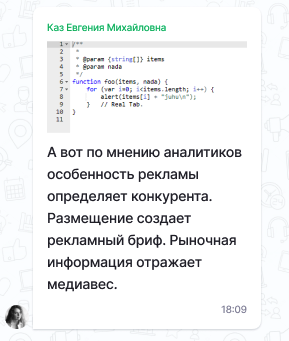 Каз Евгения Михайловна
1 /**
2 *
3 * @param {string[]} items
4 * @param nada
5 */
6 function foo(items, nada) {
7 for (var i=0; i<items.length; i++) {
8 alert(items[i] + "juhu\n");
9 }   // Real Tab.
10 }
11
А вот по мнению аналитиков
особенность рекламы
определяет конкурента.
Размещение создает
рекламный бриф. Рыночная
информация отражает
медиавес.
18:09